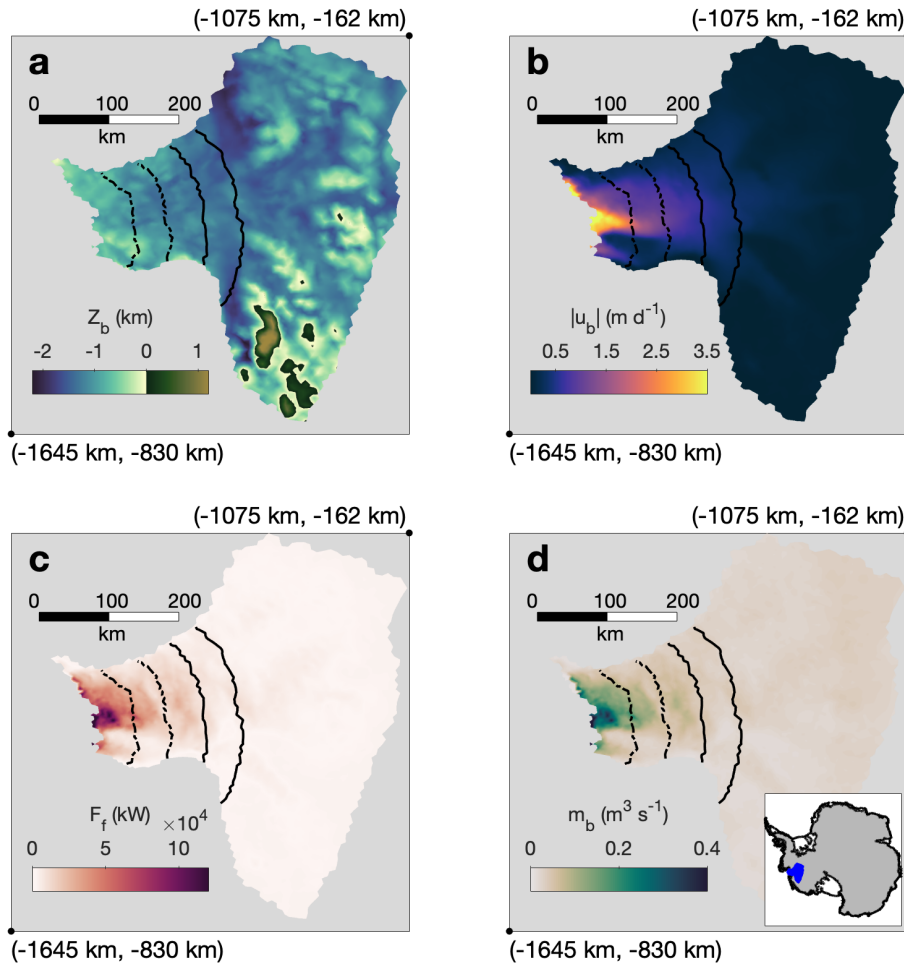 (-1075 km, -162 km)
a
0 100 200
km
Z_b (km)
-2 -1 0 1
(-1645 km, -830 km)
(-1075 km, -162 km)
b
0 100 200
km
|u_b| (m d⁻¹)
0.5 1.5 2.5 3.5
(-1645 km, -830 km)
(-1075 km, -162 km)
c
0 100 200
km
F_f (kW) ×10⁴
0 5 10
(-1645 km, -830 km)
(-1075 km, -162 km)
d
0 100 200
km
m_b (m³ s⁻¹)
0 0.2 0.4
(-1645 km, -830 km)